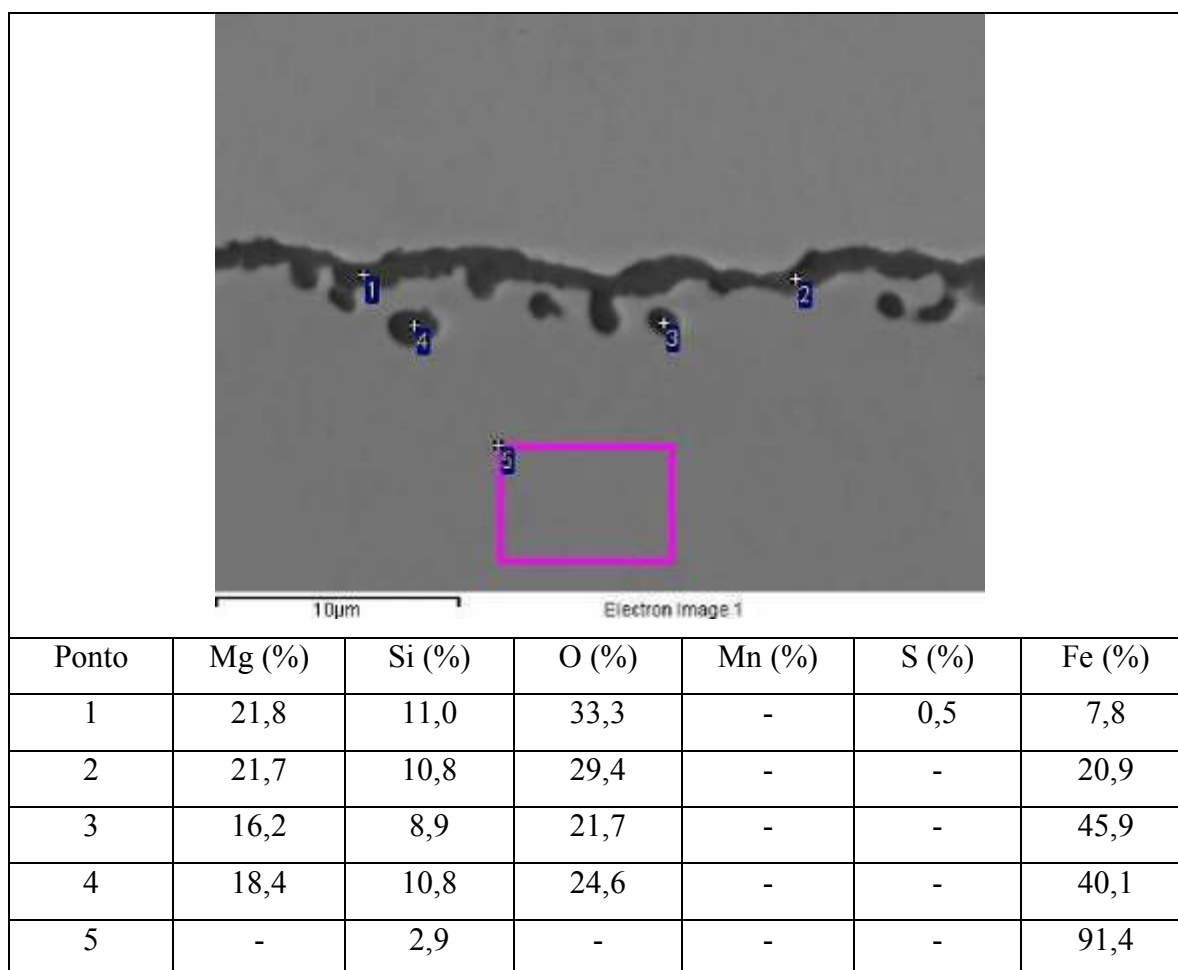 1
2
4
3
5
10µm Electron Image 1
Ponto Mg (%) Si (%) O (%) Mn (%) S (%) Fe (%)
1 21,8 11,0 33,3 - 0,5 7,8
2 21,7 10,8 29,4 - - 20,9
3 16,2 8,9 21,7 - - 45,9
4 18,4 10,8 24,6 - - 40,1
5 - 2,9 - - - 91,4